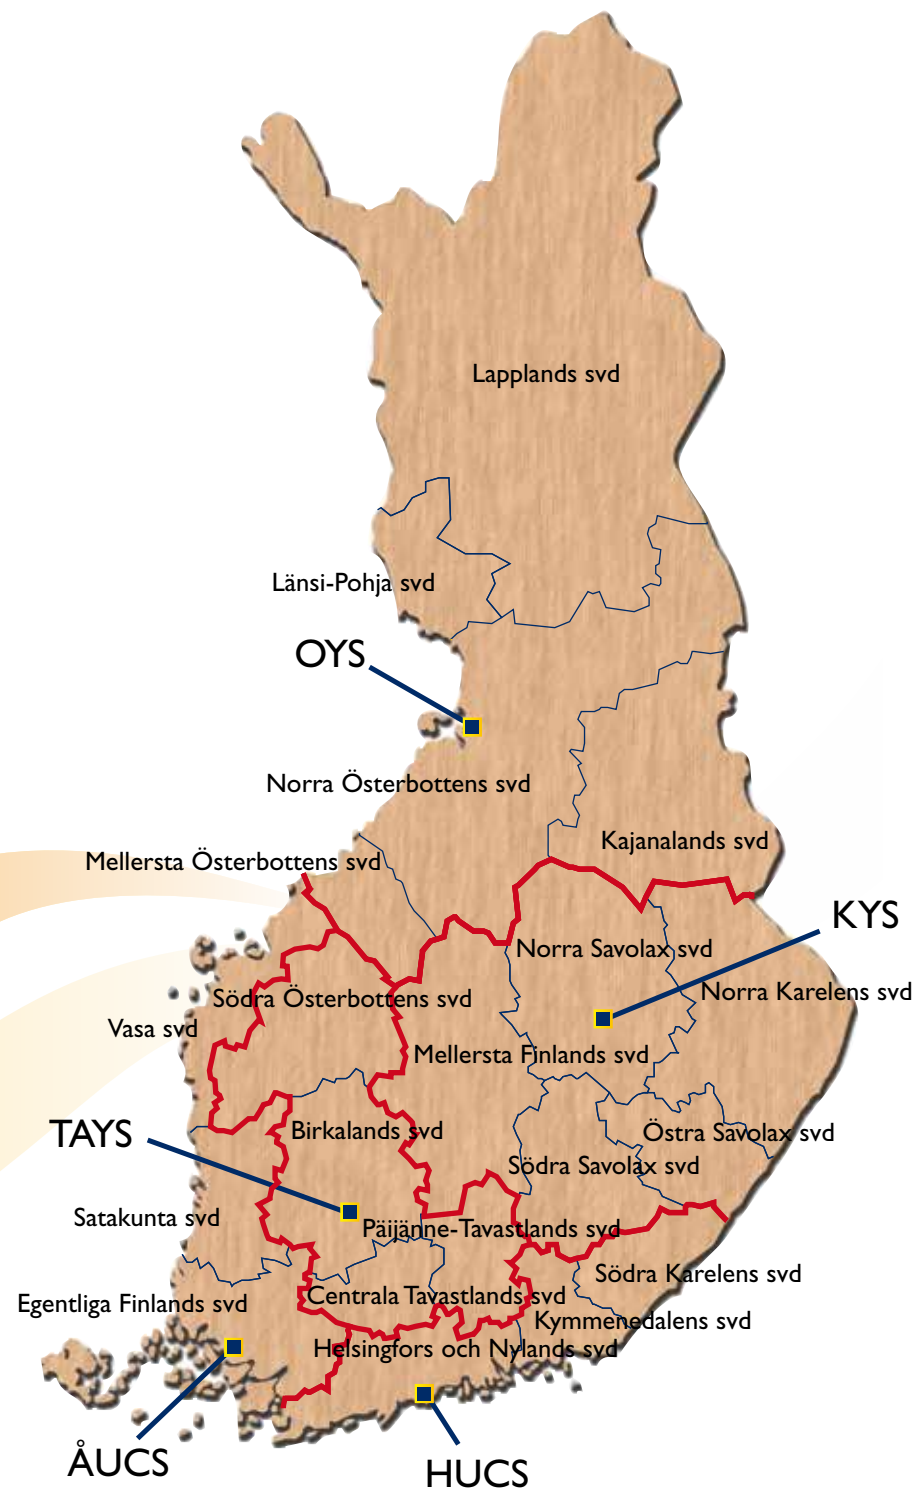 Lapplands svd
Länsi-Pohja svd
OYS
Norra Österbottens svd
Kajanalands svd
Mellersta Österbottens svd
KYS
Norra Savolax svd
Norra Karelens svd
Södra Österbottens svd
Vasa svd
Mellersta Finlands svd
TAYS
Birkalands svd
Östra Savolax svd
Södra Savolax svd
Satakunta svd
Päijänne-Tavastlands svd
Södra Karelens svd
Centrala Tavastlands svd
Egentliga Finlands svd
Kymmenedalens svd
Helsingfors och Nylands svd
ÅUCS
HUCS